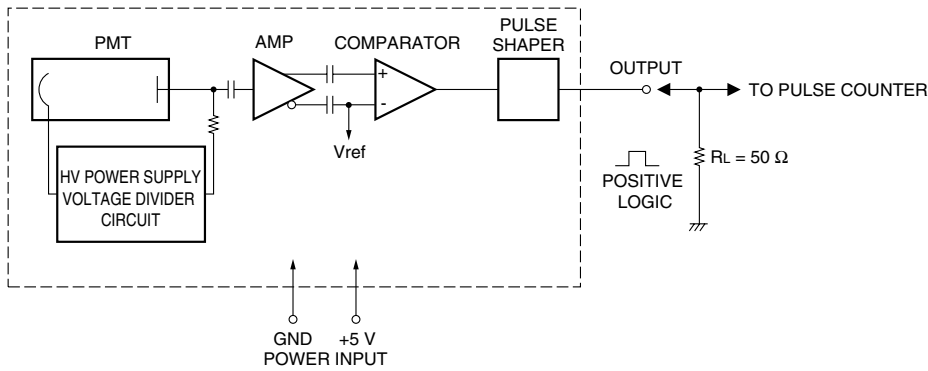 PMT
AMP
COMPARATOR
PULSE
SHAPER
OUTPUT
TO PULSE COUNTER
+
-
Vref
HV POWER SUPPLY
VOLTAGE DIVIDER
CIRCUIT
POSITIVE
LOGIC
RL = 50 Ω
GND
+5 V
POWER INPUT